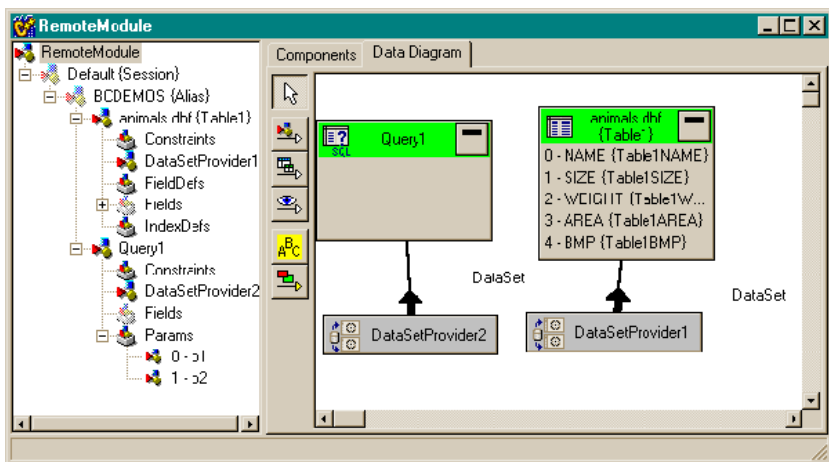 RemoteModule
RemoteModule
Default {Session}
BCDEMOS {Alias}
animals dbf {Table1}
Constraints
DataSetProvider1
FieldDefs
Fields
IndexDefs
Query1
Constraints
DataSetProvider2
Fields
Params
0 - p1
1 - p2
Components
Data Diagram
A B C
SQL
Query1
animals dbf
{Table1}
0 - NAME {Table1NAME}
1 - SIZE {Table1SIZE}
2 - WEIGHT {Table1W...
3 - AREA {Table1AREA}
4 - BMP {Table1BMP}
DataSet
DataSet
DataSetProvider2
DataSetProvider1